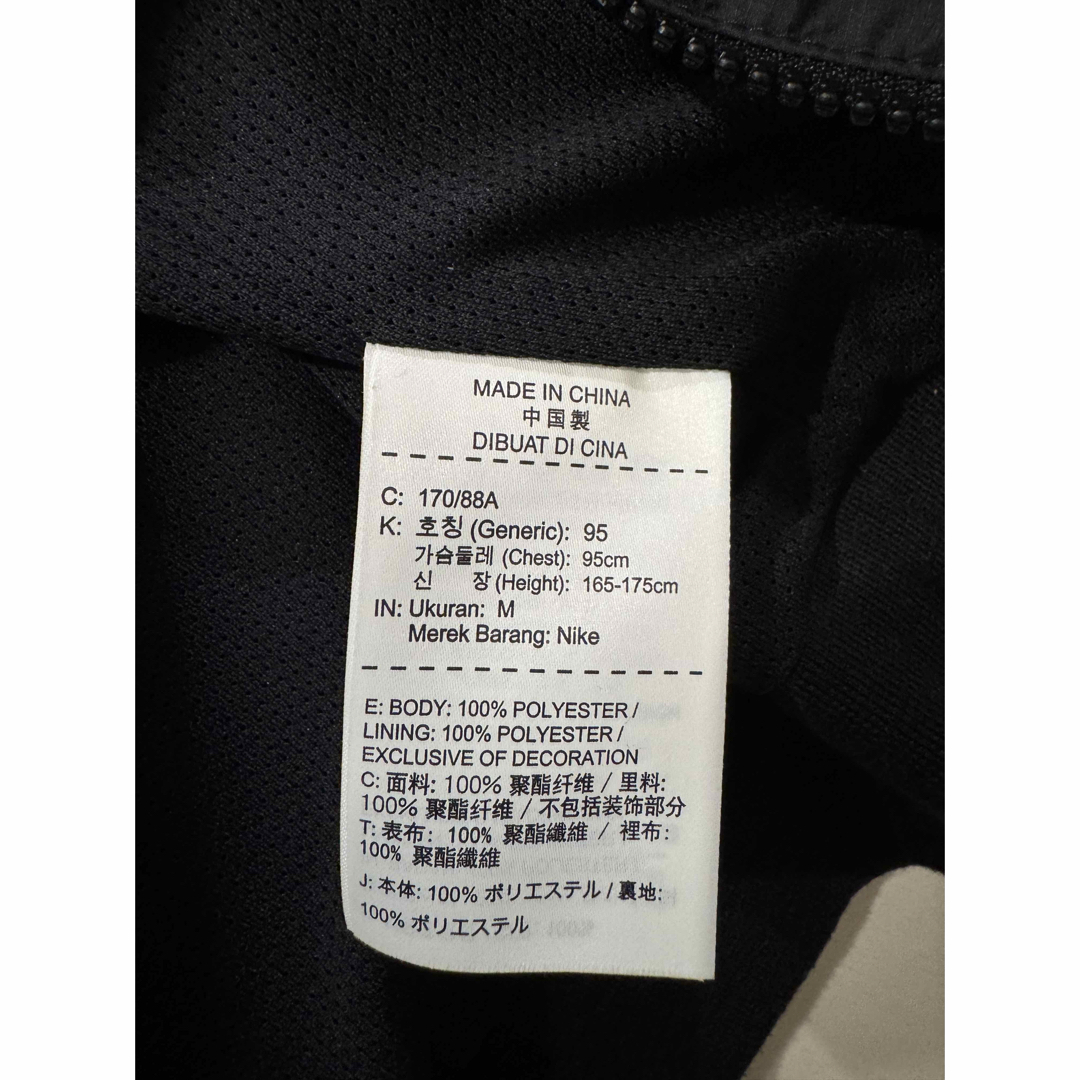 MADE IN CHINA
中国製
DIBUAT DI CINA
C: 170/88A
K: 호칭 (Generic): 95
가슴둘레 (Chest): 95cm
신 장 (Height): 165-175cm
IN: Ukuran: M
Merek Barang: Nike
E: BODY: 100% POLYESTER /
LINING: 100% POLYESTER /
EXCLUSIVE OF DECORATION
C: 面料: 100% 聚酯纤维 / 里料:
100% 聚酯纤维 / 不包括装饰部分
T: 表布: 100% 聚酯纖維 / 裡布:
100% 聚酯纖維
J: 本体: 100% ポリエステル / 裏地:
100% ポリエステル